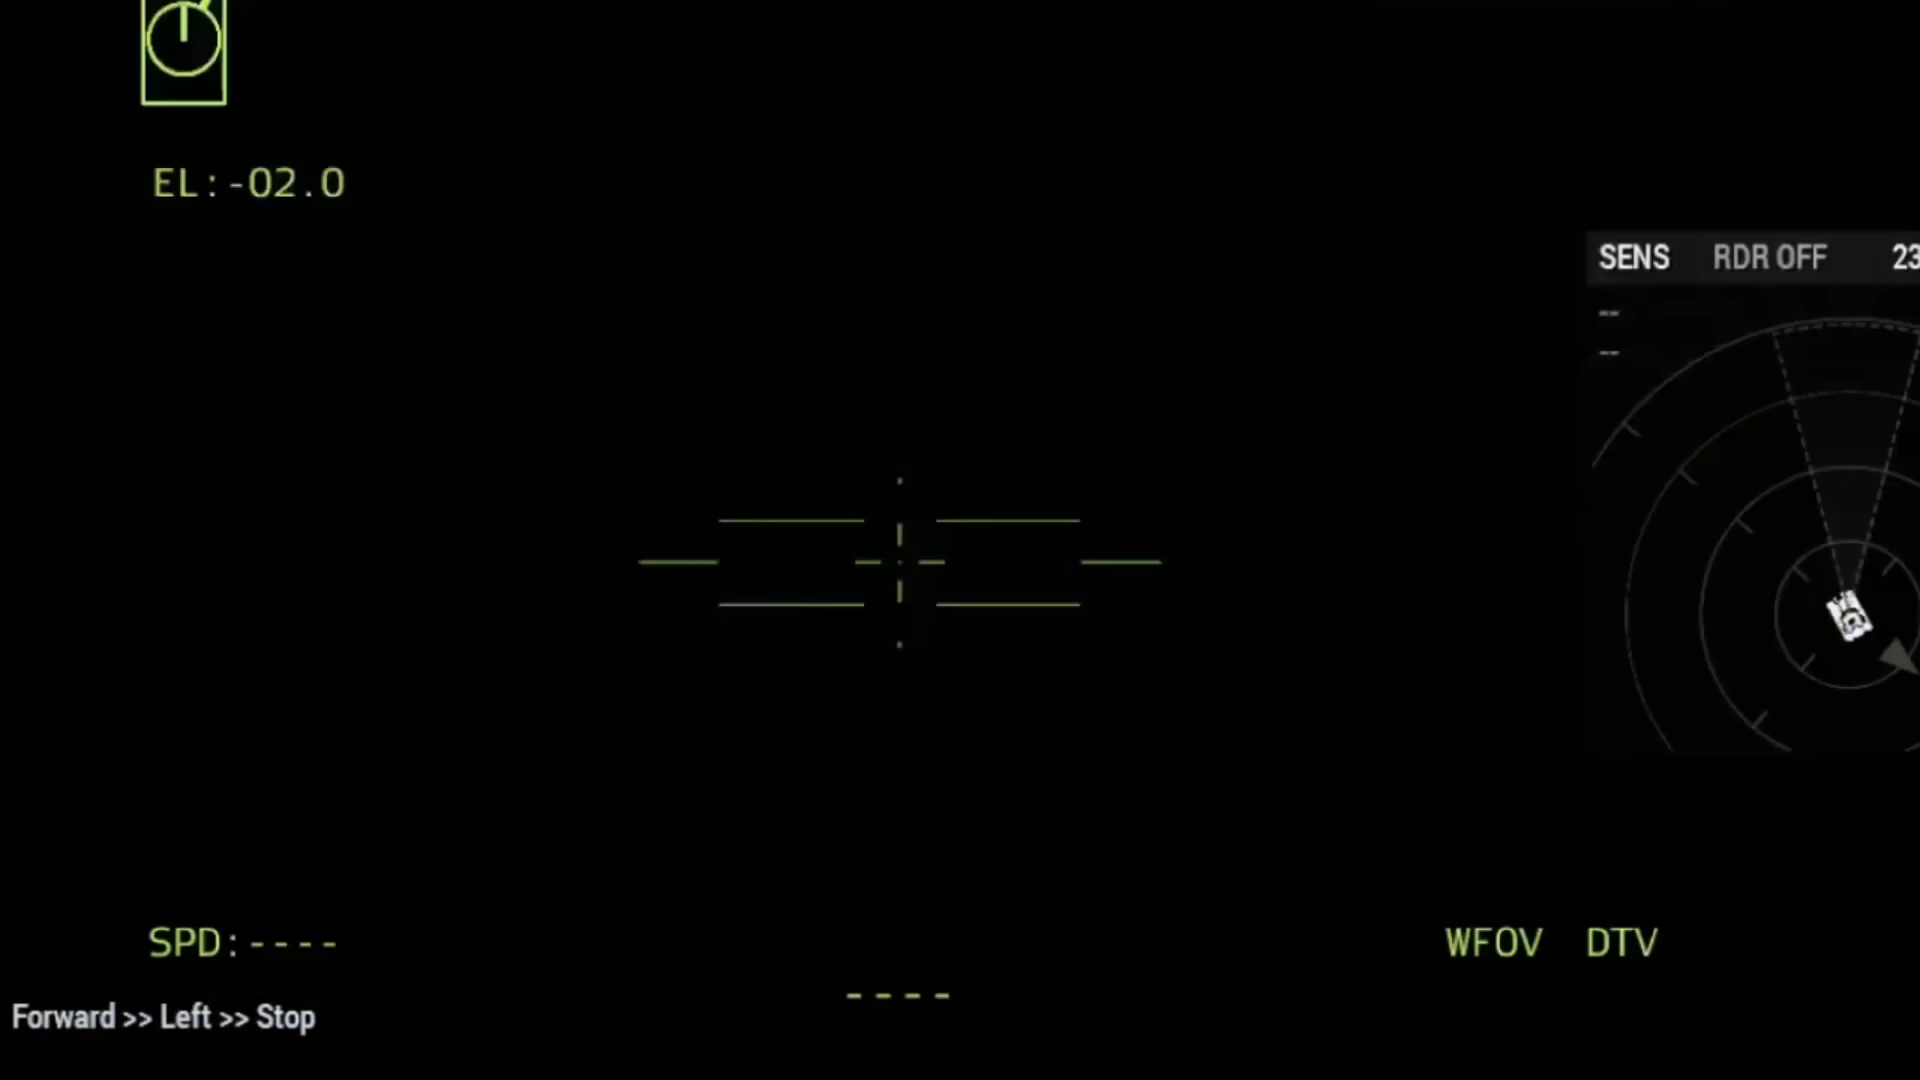 EL:-02.0
SENS RDR OFF 23
--
--
SPD:----
WFOV DTV
----
Forward >> Left >> Stop